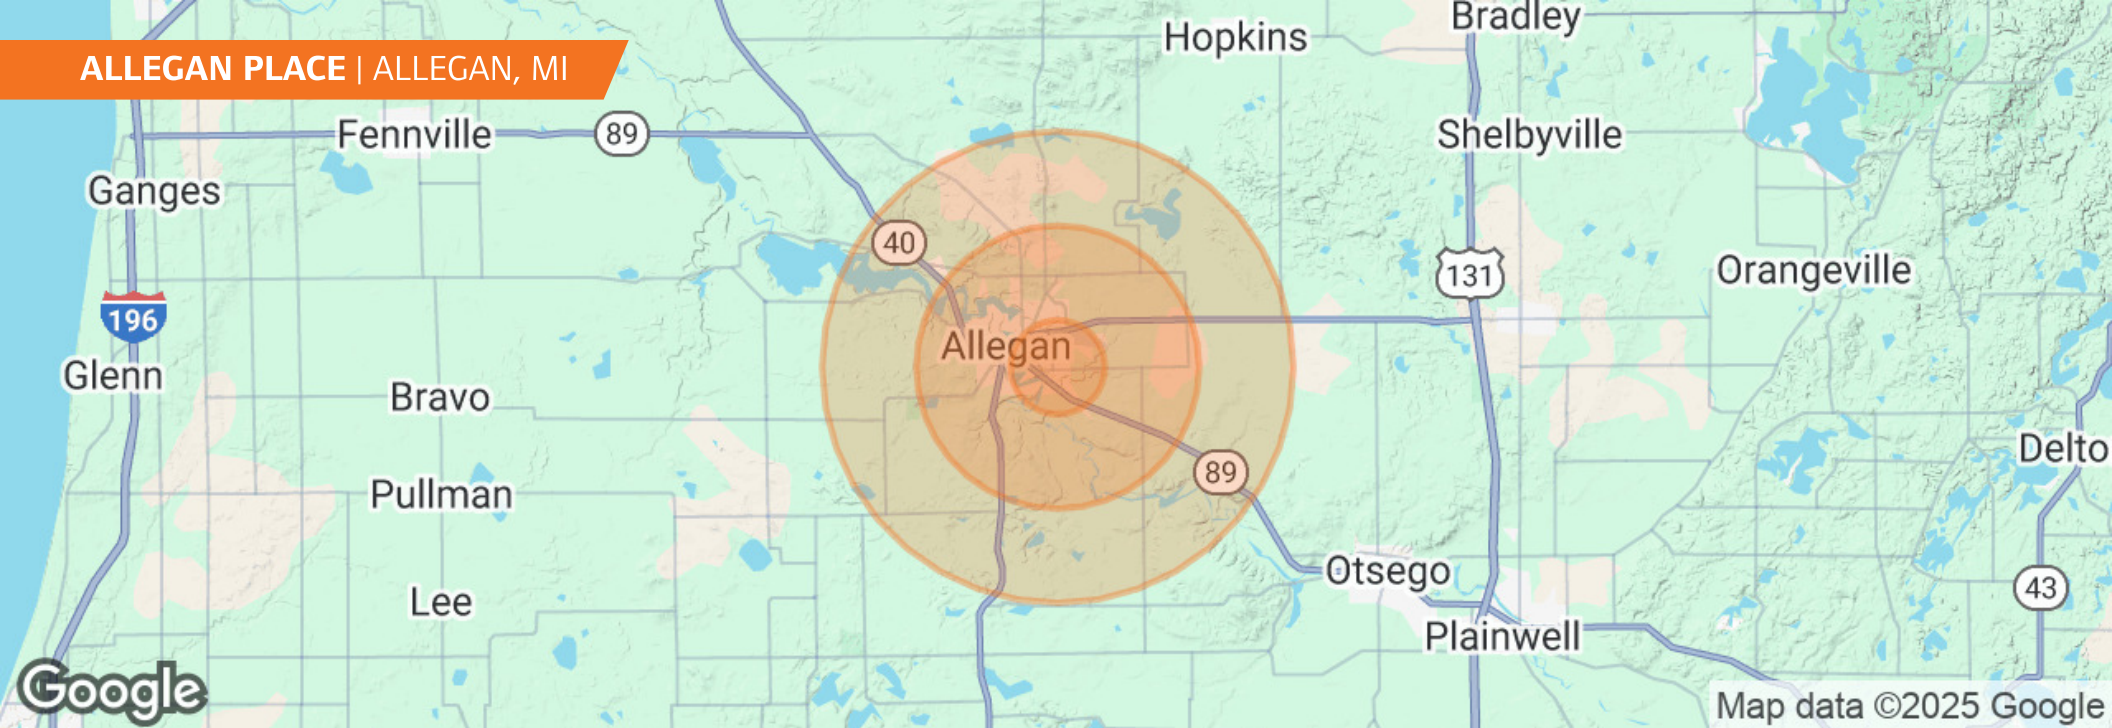 Bradley
Hopkins
ALLEGAN PLACE | ALLEGAN, MI
Fennville
89
Shelbyville
Ganges
40
131
Orangeville
196
Allegan
Glenn
Bravo
Delto
89
Pullman
Otsego
43
Lee
Plainwell
Google
Map data ©2025 Google